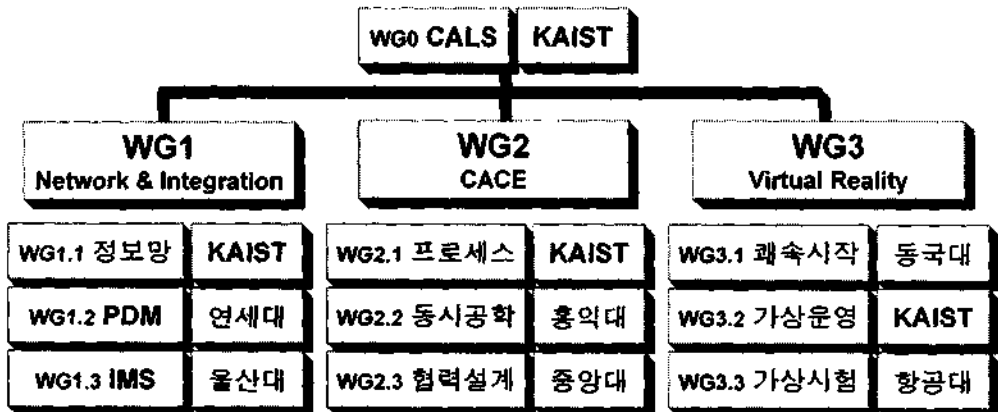 WG0 CALS KAIST
WG1 WG2 WG3
Network & Integration CACE Virtual Reality
WG1.1 정보망 KAIST WG2.1 프로세스 KAIST WG3.1 쾌속시작 동국대
WG1.2 PDM 연세대 WG2.2 동시공학 홍익대 WG3.2 가상운영 KAIST
WG1.3 IMS 울산대 WG2.3 협력설계 중앙대 WG3.3 가상시험 항공대